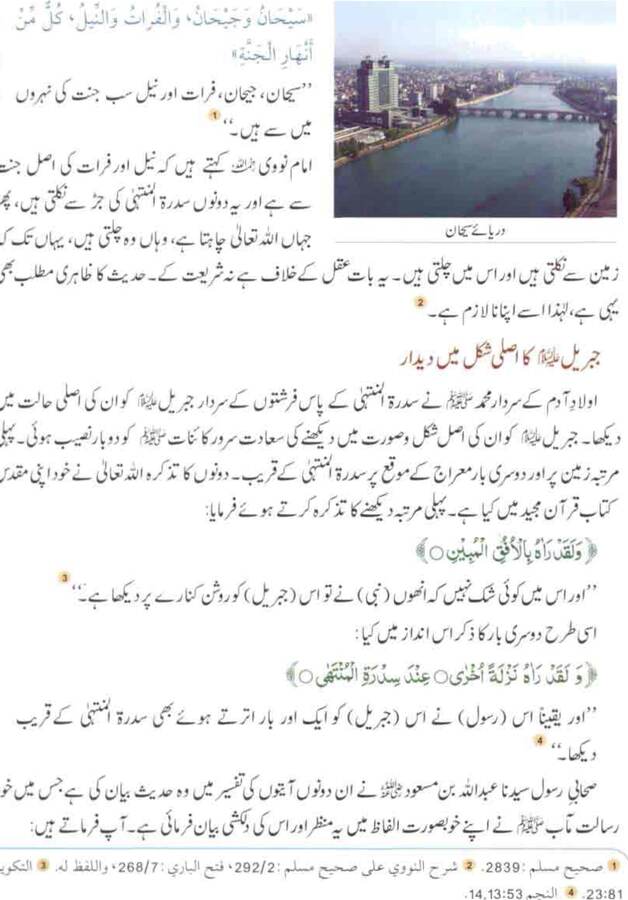 «سَيْحَانُ وَجَيْحَانُ، وَالْفُرَاتُ وَالنِّيلُ، كُلٌّ مِّنْ
أَنْهَارِ الْجَنَّةِ»
’’سیحان، جیحان، فرات اور نیل سب جنت کی نہروں
میں سے ہیں۔‘‘ 1
امام نووی رحمہ اللہ کہتے ہیں کہ نیل اور فرات کی اصل جنت
سے ہے اور یہ دونوں سدرۃ المنتہیٰ کی جڑ سے نکلتی ہیں، پھر
جہاں اللہ تعالیٰ چاہتا ہے، وہاں وہ چلتی ہیں، یہاں تک کہ
دریائے سیحان
زمین سے نکلتی ہیں اور اس میں چلتی ہیں۔ یہ بات عقل کے خلاف ہے نہ شریعت کے۔ حدیث کا ظاہری مطلب بھی
یہی ہے، لہٰذا اسے اپنانا لازم ہے۔ 2
جبریل علیہ السلام کا اصلی شکل میں دیدار
اولادِ آدم کے سردار محمد ﷺ نے سدرۃ المنتہیٰ کے پاس فرشتوں کے سردار جبریل علیہ السلام کو ان کی اصلی حالت میں
دیکھا۔ جبریل علیہ السلام کو ان کی اصل شکل وصورت میں دیکھنے کی سعادت سرور کائنات ﷺ کو دو بار نصیب ہوئی۔ پہلی
مرتبہ زمین پر اور دوسری بار معراج کے موقع پر سدرۃ المنتہیٰ کے قریب۔ دونوں کا تذکرہ اللہ تعالیٰ نے خود اپنی مقدس
کتاب قرآن مجید میں کیا ہے۔ پہلی مرتبہ دیکھنے کا تذکرہ کرتے ہوئے فرمایا:
﴿ وَلَقَدْ رَاٰهُ بِالْاُفُقِ الْمُبِيْنِ ○ ﴾
’’اور اس میں کوئی شک نہیں کہ انھوں (نبی) نے تو اس (جبریل) کو روشن کنارے پر دیکھا ہے۔‘‘ 3
اسی طرح دوسری بار کا ذکر اس انداز میں کیا:
﴿ وَ لَقَدْ رَاٰهُ نَزْلَةً اُخْرٰى ○ عِنْدَ سِدْرَةِ الْمُنْتَهٰى ○ ﴾
’’اور یقیناً اس (رسول) نے اس (جبریل) کو ایک اور بار اترتے ہوئے بھی سدرۃ المنتہیٰ کے قریب
دیکھا۔‘‘ 4
صحابیِ رسول سیدنا عبداللہ بن مسعود رضی اللہ عنہ نے ان دونوں آیتوں کی تفسیر میں وہ حدیث بیان کی ہے جس میں خو
رسالت مآب ﷺ نے اپنے خوبصورت الفاظ میں یہ منظر اور اس کی دلکشی بیان فرمائی ہے۔ آپ فرماتے ہیں:
1 صحیح مسلم: 2839. 2 شرح النووي على صحيح مسلم: 292/2، فتح الباري: 268/7، واللفظ له. 3 التكوير
23:81. 4 النجم 14,13:53.